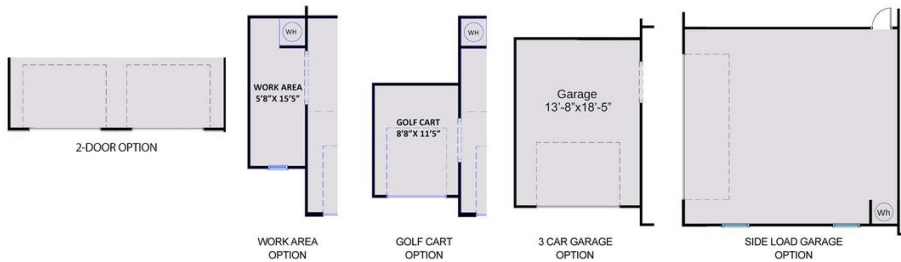 2-DOOR OPTION
WH
WORK AREA
5'8"X 15'5"
WORK AREA
OPTION
WH
GOLF CART
8'8"X 11'5"
GOLF CART
OPTION
Garage
13'-8"x18'-5"
3 CAR GARAGE
OPTION
Wh
SIDE LOAD GARAGE
OPTION